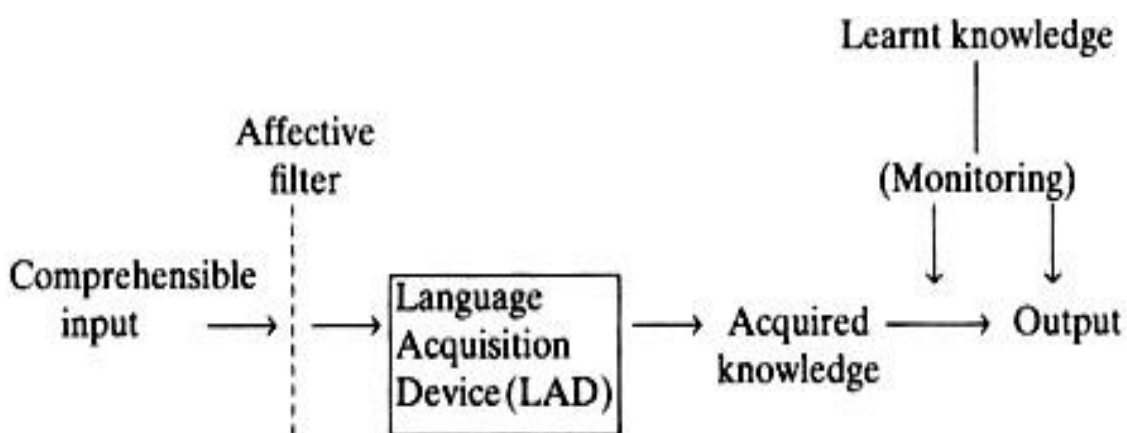 Learnt knowledge
Affective
filter
(Monitoring)
Comprehensible
input
Language
Acquisition
Device (LAD)
Acquired
knowledge
Output